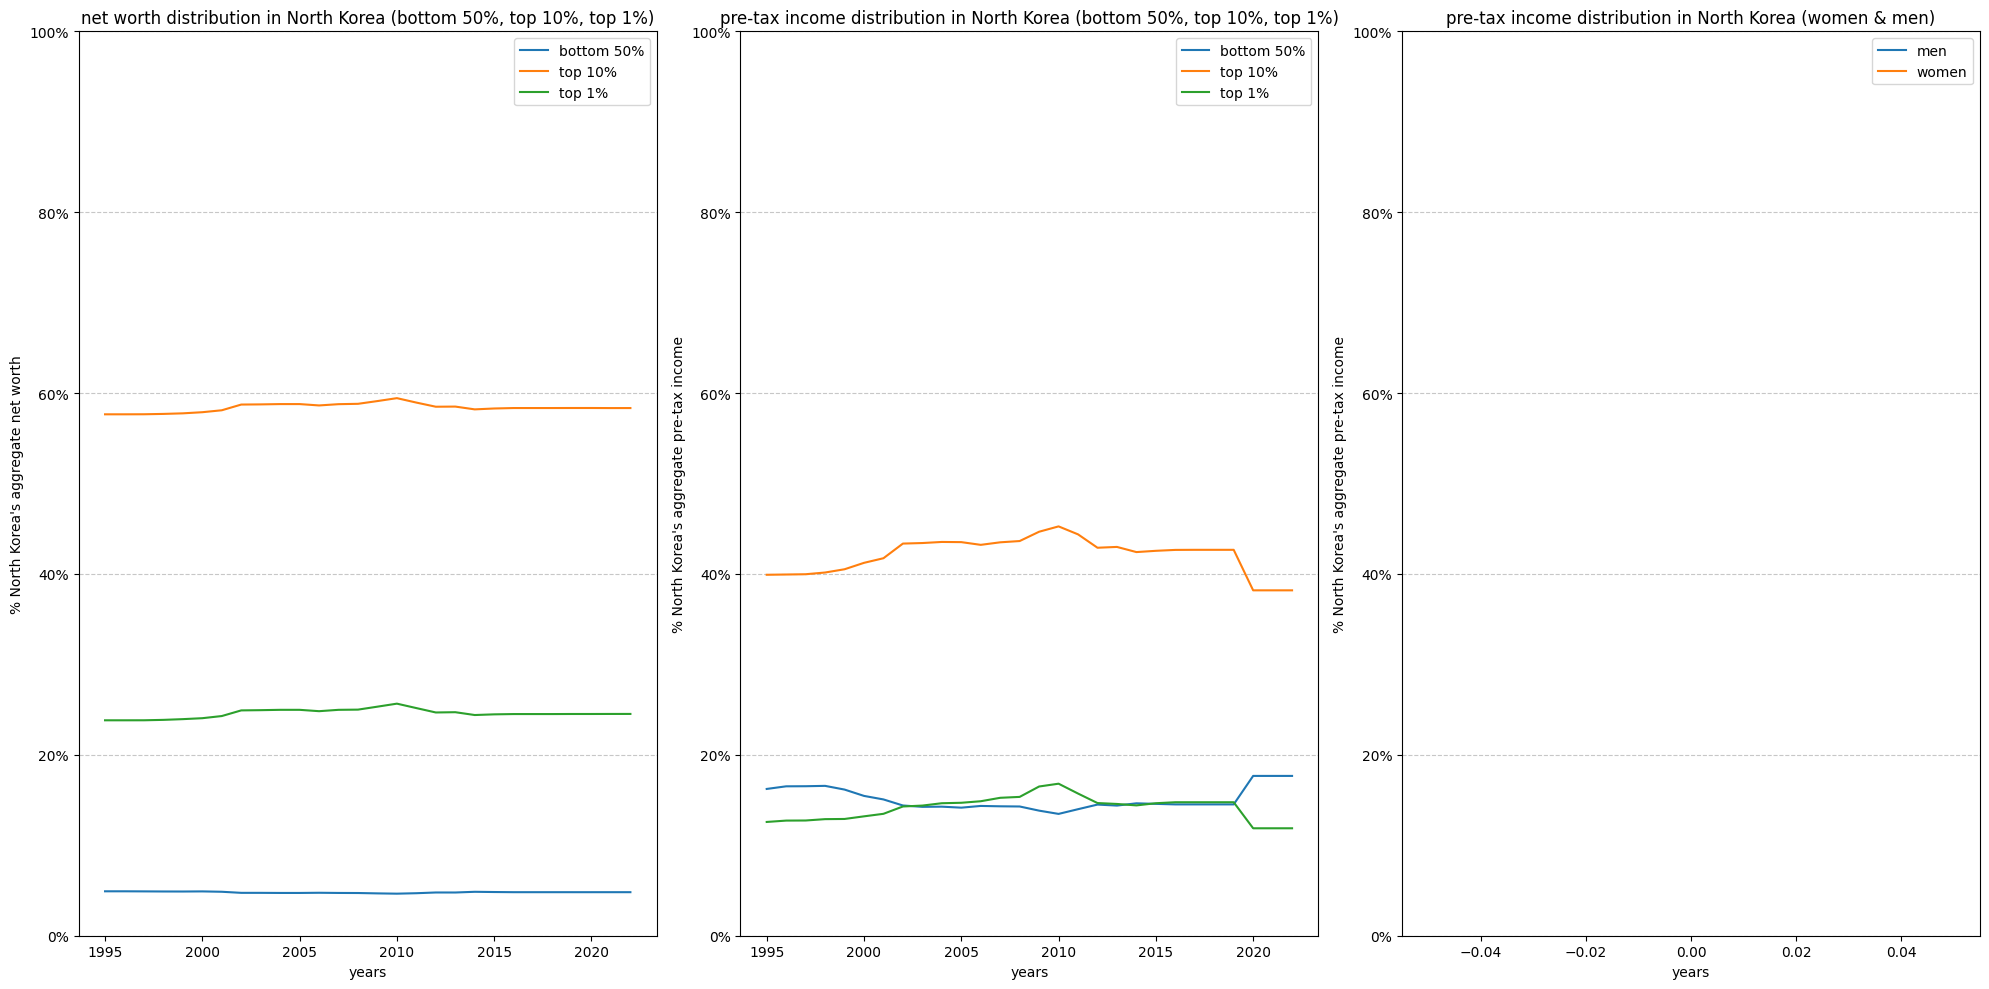 net worth distribution in North Korea (bottom 50%, top 10%, top 1%)
100%
80%
60%
40%
20%
0%
% North Korea's aggregate net worth
bottom 50%
top 10%
top 1%
1995 2000 2005 2010 2015 2020
years
pre-tax income distribution in North Korea (bottom 50%, top 10%, top 1%)
100%
80%
60%
40%
20%
0%
% North Korea's aggregate pre-tax income
bottom 50%
top 10%
top 1%
1995 2000 2005 2010 2015 2020
years
pre-tax income distribution in North Korea (women & men)
100%
80%
60%
40%
20%
0%
% North Korea's aggregate pre-tax income
men
women
−0.04 −0.02 0.00 0.02 0.04
years